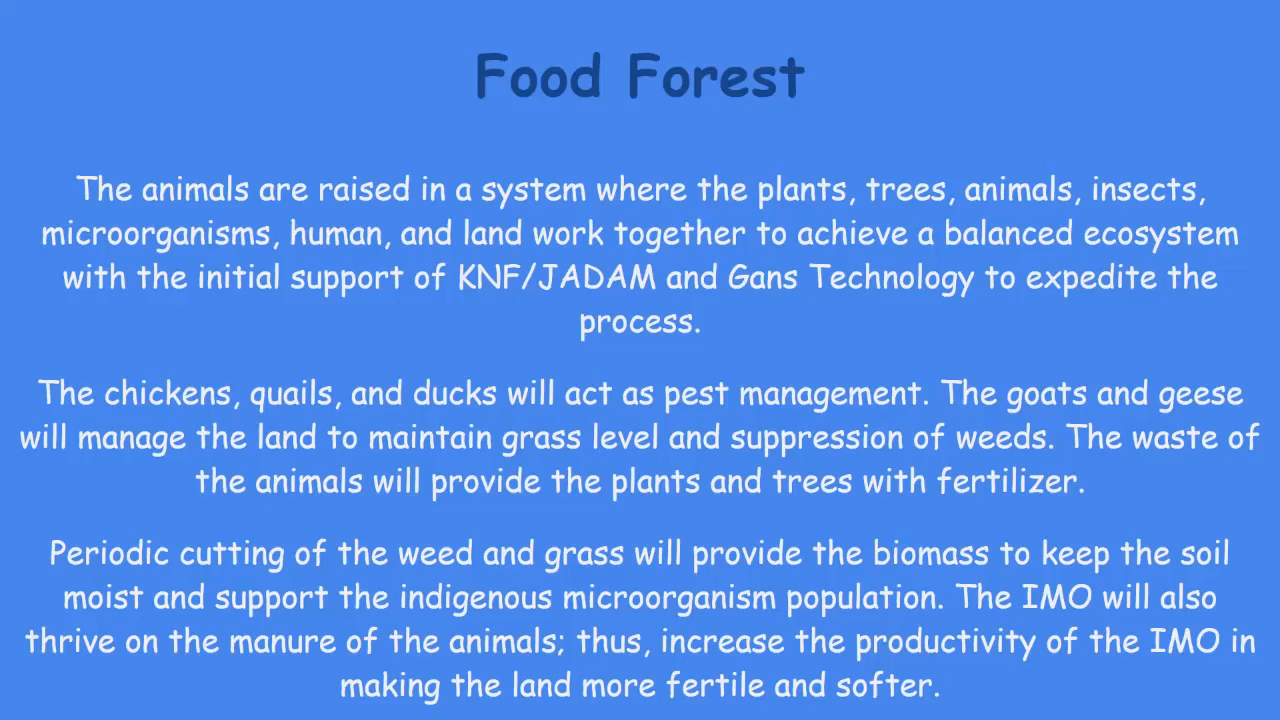 Food Forest
The animals are raised in a system where the plants, trees, animals, insects,
microorganisms, human, and land work together to achieve a balanced ecosystem
with the initial support of KNF/JADAM and Gans Technology to expedite the
process.
The chickens, quails, and ducks will act as pest management. The goats and geese
will manage the land to maintain grass level and suppression of weeds. The waste of
the animals will provide the plants and trees with fertilizer.
Periodic cutting of the weed and grass will provide the biomass to keep the soil
moist and support the indigenous microorganism population. The IMO will also
thrive on the manure of the animals; thus, increase the productivity of the IMO in
making the land more fertile and softer.